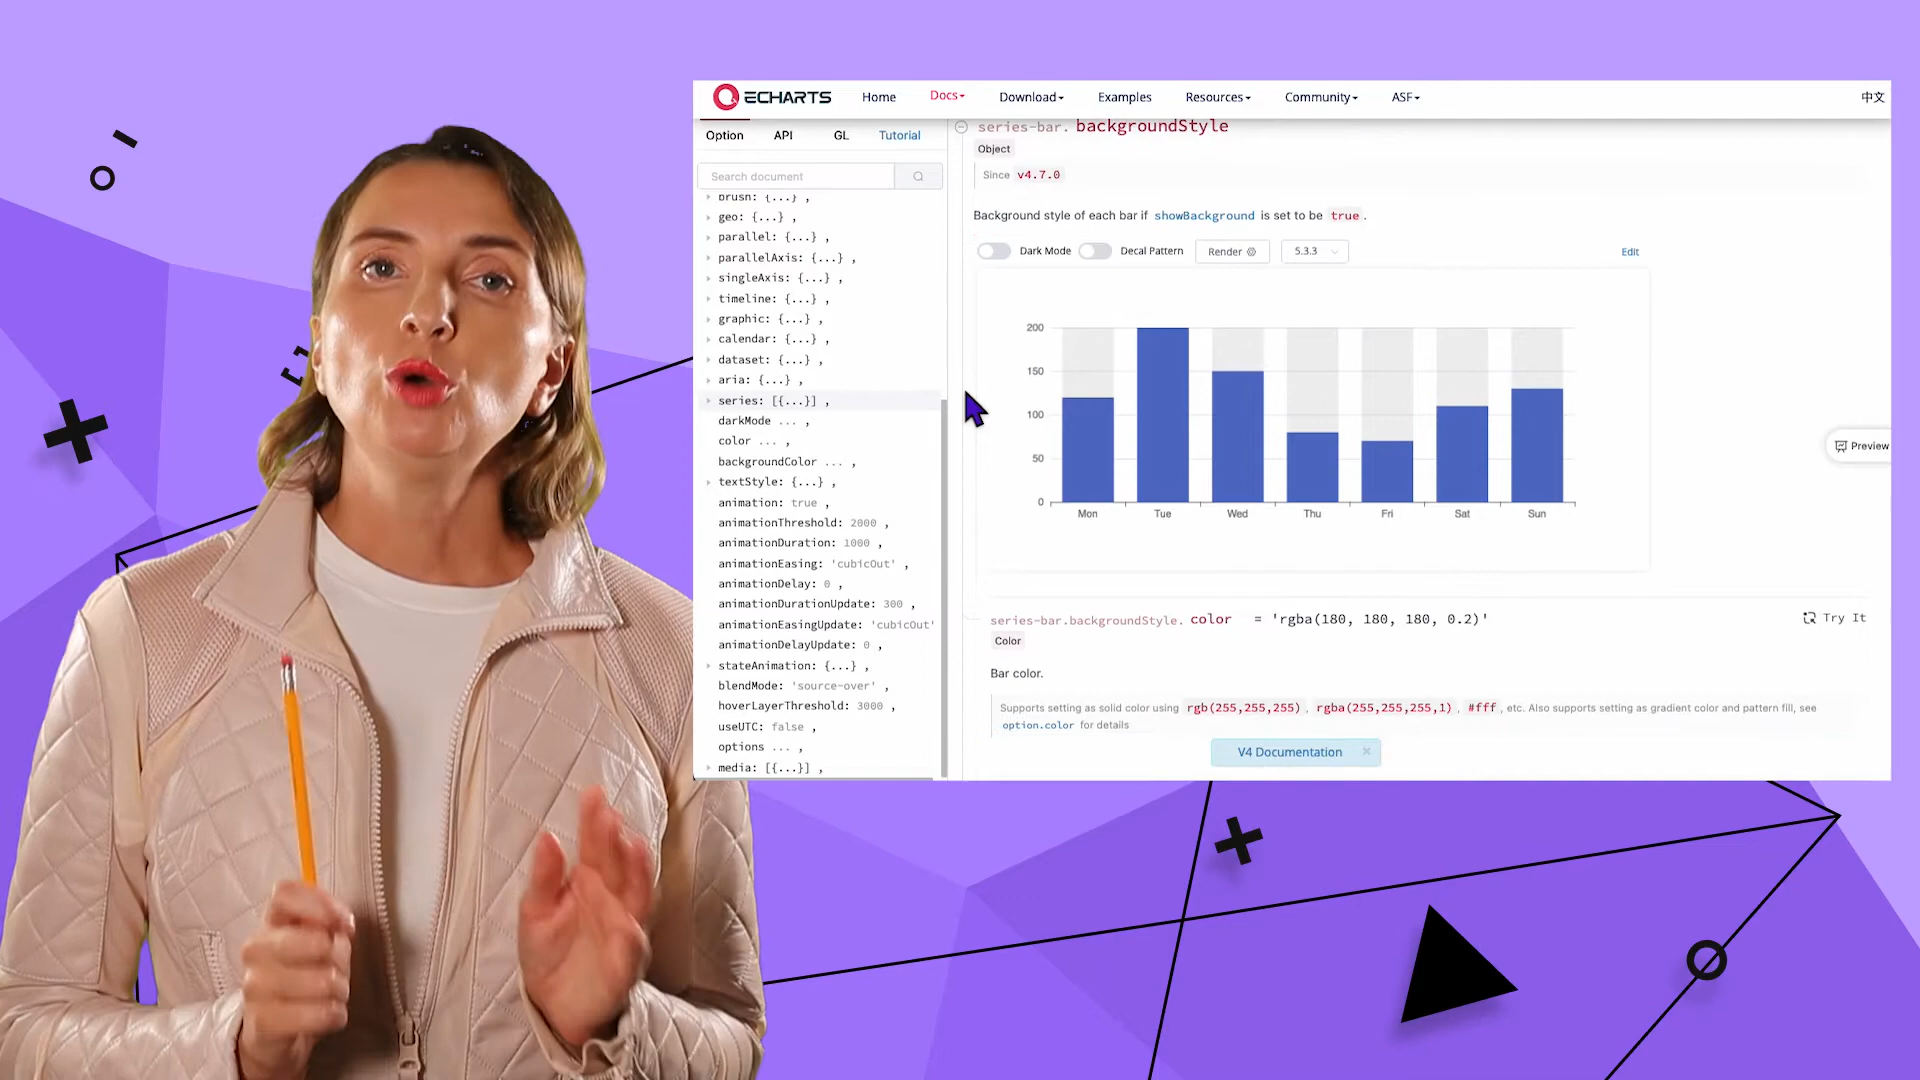 ECHARTS Home Docs Download Examples Resources Community ASF 中文
Option API GL Tutorial
Search document
brush: {...} ,
geo: {...} ,
parallel: {...} ,
parallelAxis: {...} ,
singleAxis: {...} ,
timeline: {...} ,
graphic: {...} ,
calendar: {...} ,
dataset: {...} ,
aria: {...} ,
series: [{...}] ,
darkMode ... ,
color ... ,
backgroundColor ... ,
textStyle: {...} ,
animation: true ,
animationThreshold: 2000 ,
animationDuration: 1000 ,
animationEasing: 'cubicOut' ,
animationDelay: 0 ,
animationDurationUpdate: 300 ,
animationEasingUpdate: 'cubicOut'
animationDelayUpdate: 0 ,
stateAnimation: {...} ,
blendMode: 'source-over' ,
hoverLayerThreshold: 3000 ,
useUTC: false ,
options ... ,
media: [{...}] ,
series-bar. backgroundStyle
Object
Since v4.7.0
Background style of each bar if showBackground is set to be true .
Dark Mode Decal Pattern Render 5.3.3 Edit
200
150
100
50
0
Mon Tue Wed Thu Fri Sat Sun
Preview
series-bar.backgroundStyle. color = 'rgba(180, 180, 180, 0.2)' Try It
Color
Bar color.
Supports setting as solid color using rgb(255,255,255) , rgba(255,255,255,1) , #fff , etc. Also supports setting as gradient color and pattern fill, see
option.color for details
V4 Documentation ×